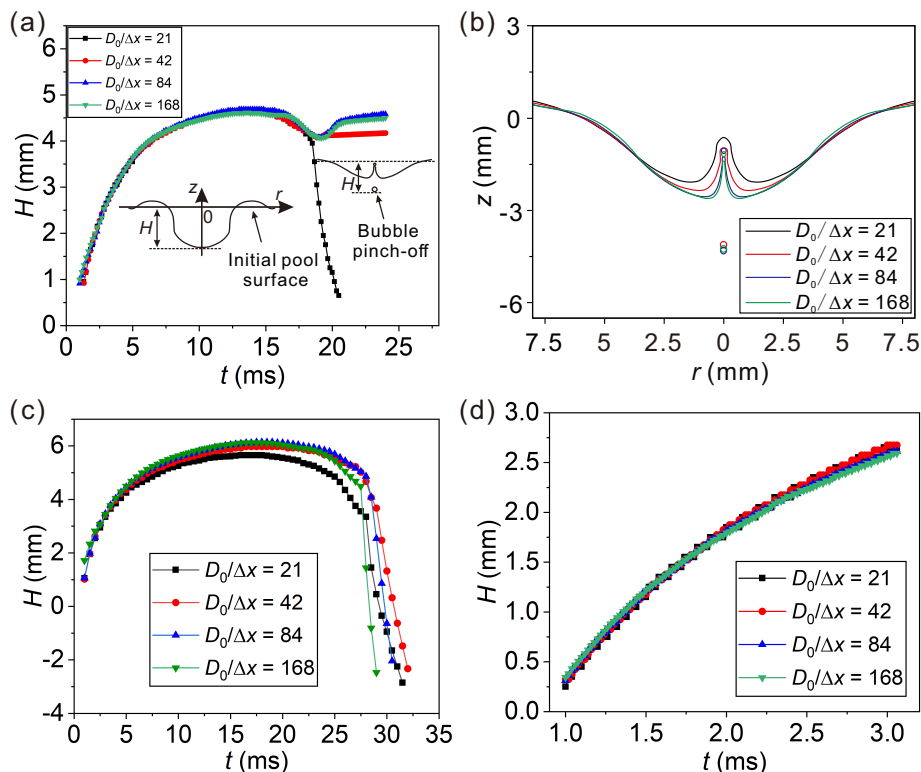 (a)
D₀/Δx = 21
D₀/Δx = 42
D₀/Δx = 84
D₀/Δx = 168
H (mm)
6
5
4
3
2
1
0
0 5 10 15 20 25
t (ms)
z
r
0
H
Initial pool
surface
H
Bubble
pinch-off
(b)
z (mm)
3
0
-3
-6
7.5 5 2.5 0 2.5 5 7.5
r (mm)
D₀/Δx = 21
D₀/Δx = 42
D₀/Δx = 84
D₀/Δx = 168
(c)
H (mm)
8
6
4
2
0
-2
-4
0 5 10 15 20 25 30 35
t (ms)
D₀/Δx = 21
D₀/Δx = 42
D₀/Δx = 84
D₀/Δx = 168
(d)
H (mm)
3.0
2.5
2.0
1.5
1.0
0.5
0.0
1.0 1.5 2.0 2.5 3.0
t (ms)
D₀/Δx = 21
D₀/Δx = 42
D₀/Δx = 84
D₀/Δx = 168